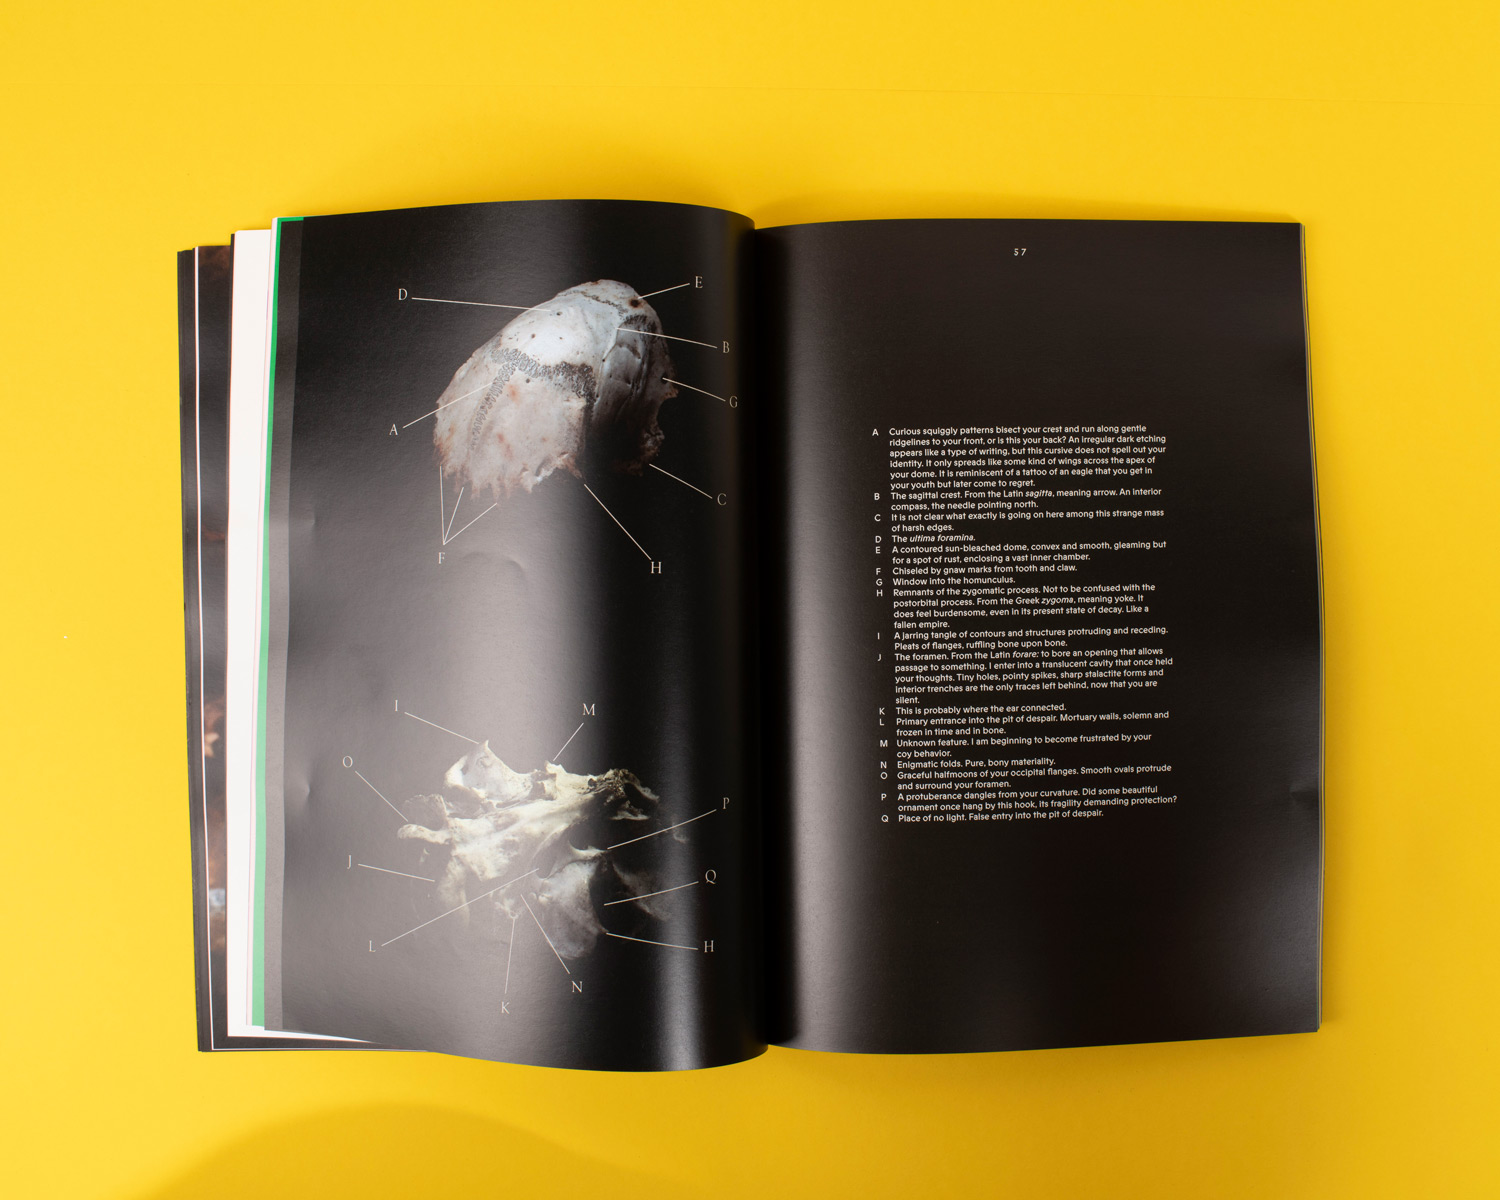 D
E
B
G
A
C
F
H
I
M
O
P
J
Q
L
H
N
K
57
A Curious squiggly patterns bisect your crest and run along gentle
ridgelines to your front, or is this your back? An irregular dark etching
appears like a type of writing, but this cursive does not spell out your
identity. It only spreads like some kind of wings across the apex of
your dome. It is reminiscent of a tattoo of an eagle that you get in
your youth but later come to regret.
B The sagittal crest. From the Latin sagitta, meaning arrow. An interior
compass, the needle pointing north.
C It is not clear what exactly is going on here among this strange mass
of harsh edges.
D The ultima foramina.
E A contoured sun-bleached dome, convex and smooth, gleaming but
for a spot of rust, enclosing a vast inner chamber.
F Chiseled by gnaw marks from tooth and claw.
G Window into the homunculus.
H Remnants of the zygomatic process. Not to be confused with the
postorbital process. From the Greek zygoma, meaning yoke. It
does feel burdensome, even in its present state of decay. Like a
fallen empire.
I A jarring tangle of contours and structures protruding and receding.
Pleats of flanges, ruffling bone upon bone.
J The foramen. From the Latin forare: to bore an opening that allows
passage to something. I enter into a translucent cavity that once held
your thoughts. Tiny holes, pointy spikes, sharp stalactite forms and
interior trenches are the only traces left behind, now that you are
silent.
K This is probably where the ear connected.
L Primary entrance into the pit of despair. Mortuary walls, solemn and
frozen in time and in bone.
M Unknown feature. I am beginning to become frustrated by your
coy behavior.
N Enigmatic folds. Pure, bony materiality.
O Graceful halfmoons of your occipital flanges. Smooth ovals protrude
and surround your foramen.
P A protuberance dangles from your curvature. Did some beautiful
ornament once hang by this hook, its fragility demanding protection?
Q Place of no light. False entry into the pit of despair.